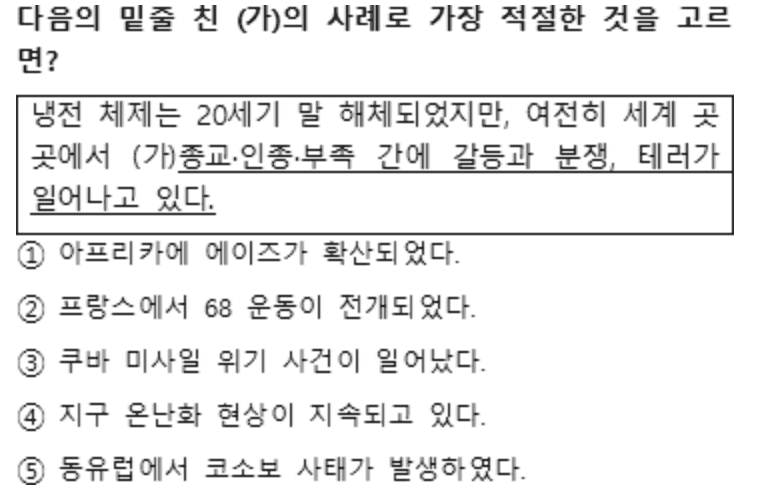 다음의 밑줄 친 (가)의 사례로 가장 적절한 것을 고르
면?
냉전 체제는 20세기 말 해체되었지만, 여전히 세계 곳
곳에서 (가)종교·인종·부족 간에 갈등과 분쟁, 테러가
일어나고 있다.
① 아프리카에 에이즈가 확산되었다.
② 프랑스에서 68 운동이 전개되었다.
③ 쿠바 미사일 위기 사건이 일어났다.
④ 지구 온난화 현상이 지속되고 있다.
⑤ 동유럽에서 코소보 사태가 발생하였다.